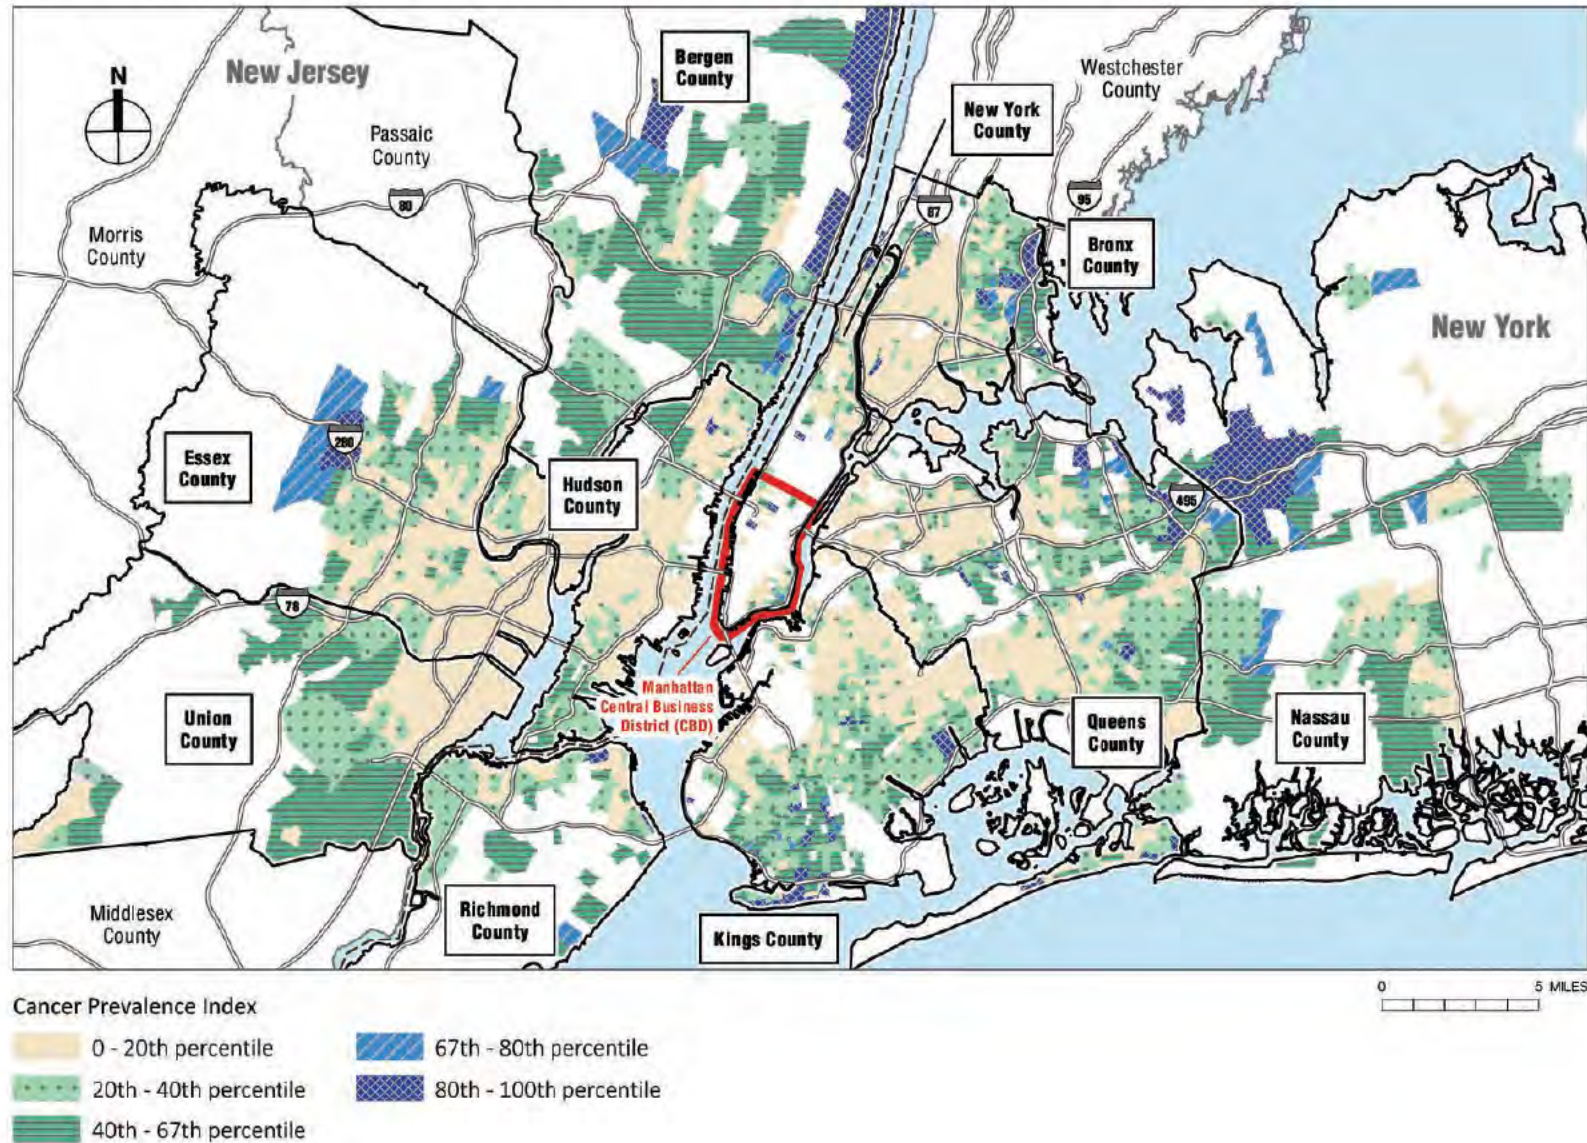 New Jersey
N
Passaic
County
80
Morris
County
Bergen
County
New York
County
Westchester
County
87
95
Bronx
County
New York
Essex
County
280
Hudson
County
495
78
Manhattan
Central Business
District (CBD)
Union
County
Queens
County
Nassau
County
Middlesex
County
Richmond
County
Kings County
0 5 MILES
Cancer Prevalence Index
0 - 20th percentile
20th - 40th percentile
40th - 67th percentile
67th - 80th percentile
80th - 100th percentile